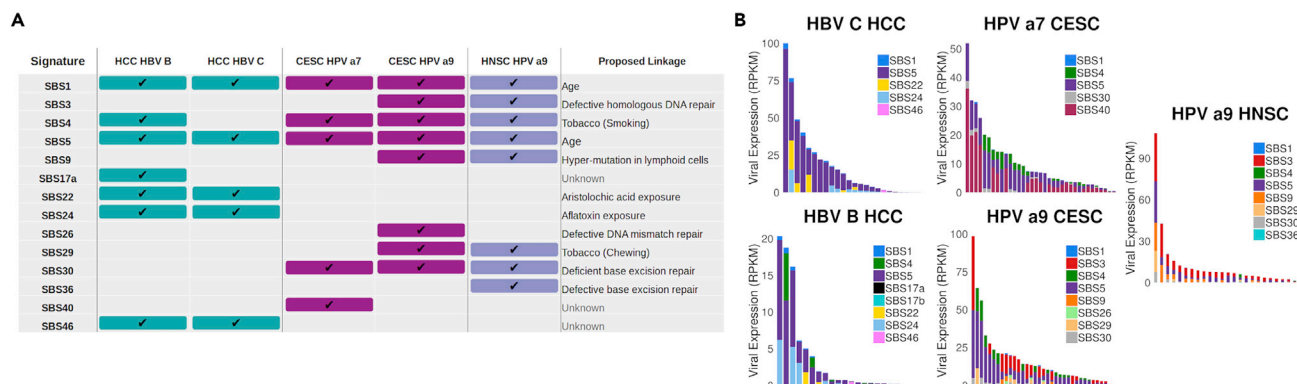 A
Signature HCC HBV B HCC HBV C CESC HPV a7 CESC HPV a9 HNSC HPV a9 Proposed Linkage
SBS1 ✔ ✔ ✔ ✔ ✔ Age
SBS3 ✔ ✔ Defective homologous DNA repair
SBS4 ✔ ✔ ✔ ✔ Tobacco (Smoking)
SBS5 ✔ ✔ ✔ ✔ ✔ Age
SBS9 ✔ ✔ Hyper-mutation in lymphoid cells
SBS17a ✔ Unknown
SBS22 ✔ ✔ Aristolochic acid exposure
SBS24 ✔ ✔ Aflatoxin exposure
SBS26 ✔ Defective DNA mismatch repair
SBS29 ✔ ✔ Tobacco (Chewing)
SBS30 ✔ ✔ ✔ Deficient base excision repair
SBS36 ✔ Defective base excision repair
SBS40 ✔ Unknown
SBS46 ✔ ✔ Unknown
B
HBV C HCC
Viral Expression (RPKM)
100
75
50
25
0
SBS1
SBS5
SBS22
SBS24
SBS46
HPV a7 CESC
Viral Expression (RPKM)
50
40
30
20
10
0
SBS1
SBS4
SBS5
SBS30
SBS40
HBV B HCC
Viral Expression (RPKM)
20
15
10
5
0
SBS1
SBS4
SBS5
SBS17a
SBS17b
SBS22
SBS24
SBS46
HPV a9 CESC
Viral Expression (RPKM)
100
75
50
25
0
SBS1
SBS3
SBS4
SBS5
SBS9
SBS26
SBS29
SBS30
HPV a9 HNSC
Viral Expression (RPKM)
90
60
30
0
SBS1
SBS3
SBS4
SBS5
SBS9
SBS29
SBS30
SBS36